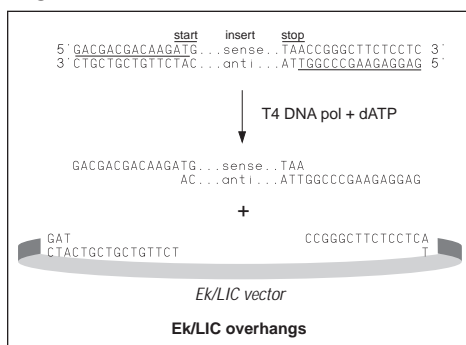 start insert stop
5´GACGACGACAAGATG...sense..TAACCGGGCTTCTCCTC 3´
3´CTGCTGCTGTTCTAC...anti..ATTGGCCCGAAGAGGAG 5´
T4 DNA pol + dATP
GACGACGACAAGATG...sense..TAA
AC...anti..ATTGGCCCGAAGAGGAG
+
GAT CCGGGCTTCTCCTCA
CTACTGCTGCTGTTCT T
Ek/LIC vector
Ek/LIC overhangs